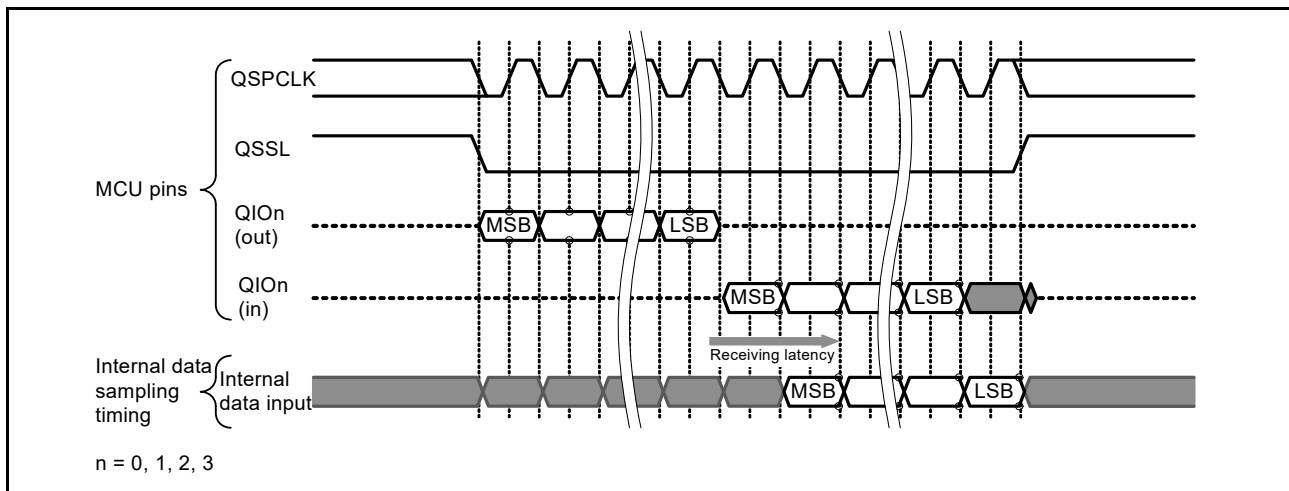 QSPCLK
QSSL
MCU pins
QIOn
(out)
MSB
LSB
QIOn
(in)
MSB
LSB
Receiving latency
Internal data
sampling
timing
Internal
data input
MSB
LSB
n = 0, 1, 2, 3